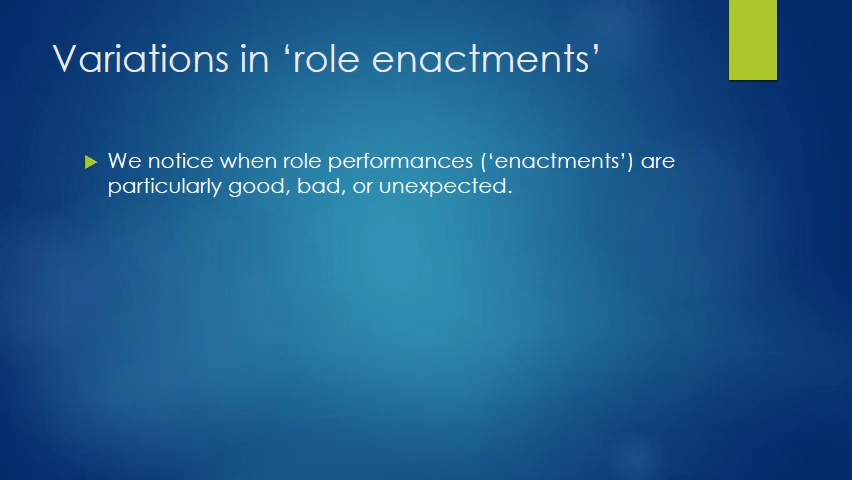 Variations in ‘role enactments’
We notice when role performances (‘enactments’) are
particularly good, bad, or unexpected.